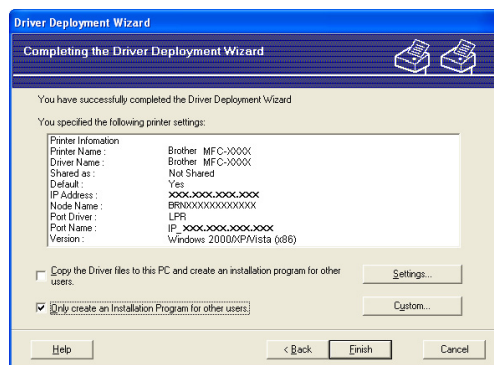 Driver Deployment Wizard
Completing the Driver Deployment Wizard
You have successfully completed the Driver Deployment Wizard
You specified the following printer settings:
Printer Infomation
Printer Name : Brother MFC-XXXX
Driver Name : Brother MFC-XXXX
Shared as : Not Shared
Default : Yes
IP Address : XXX.XXX.XXX.XXX
Node Name : BRNXXXXXXXXXXXX
Port Driver : LPR
Port Name : IP_XXX.XXX.XXX.XXX
Version : Windows 2000/XP/Vista (x86)
Copy the Driver files to this PC and create an installation program for other
users.
Settings...
Only create an Installation Program for other users.
Custom...
Help
< Back
Finish
Cancel